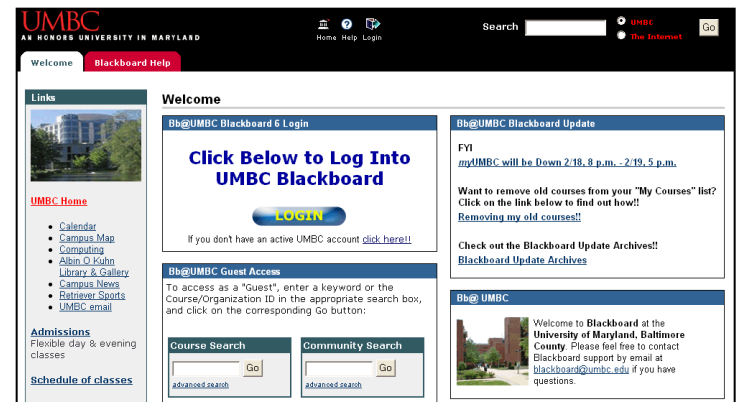 UMBC
AN HONORS UNIVERSITY IN MARYLAND
Home Help Login
Search
UMBC
The Internet
Go
Welcome
Blackboard Help
Links
UMBC Home
Calendar
Campus Map
Computing
Albin O Kuhn
Library & Gallery
Campus News
Retriever Sports
UMBC email
Admissions
Flexible day & evening
classes
Schedule of classes
Welcome
Bb@UMBC Blackboard 6 Login
Click Below to Log Into
UMBC Blackboard
LOGIN
If you don't have an active UMBC account click here!!
Bb@UMBC Guest Access
To access as a "Guest", enter a keyword or the
Course/Organization ID in the appropriate search box,
and click on the corresponding Go button:
Course Search
Go
advanced search
Community Search
Go
advanced search
Bb@UMBC Blackboard Update
FYI
myUMBC will be Down 2/18, 8 p.m. - 2/19, 5 p.m.
Want to remove old courses from your "My Courses" list?
Click on the link below to find out how!!
Removing my old courses!!
Check out the Blackboard Update Archives!!
Blackboard Update Archives
Bb@ UMBC
Welcome to Blackboard at the
University of Maryland, Baltimore
County. Please feel free to contact
Blackboard support by email at
blackboard@umbc.edu if you have
questions.